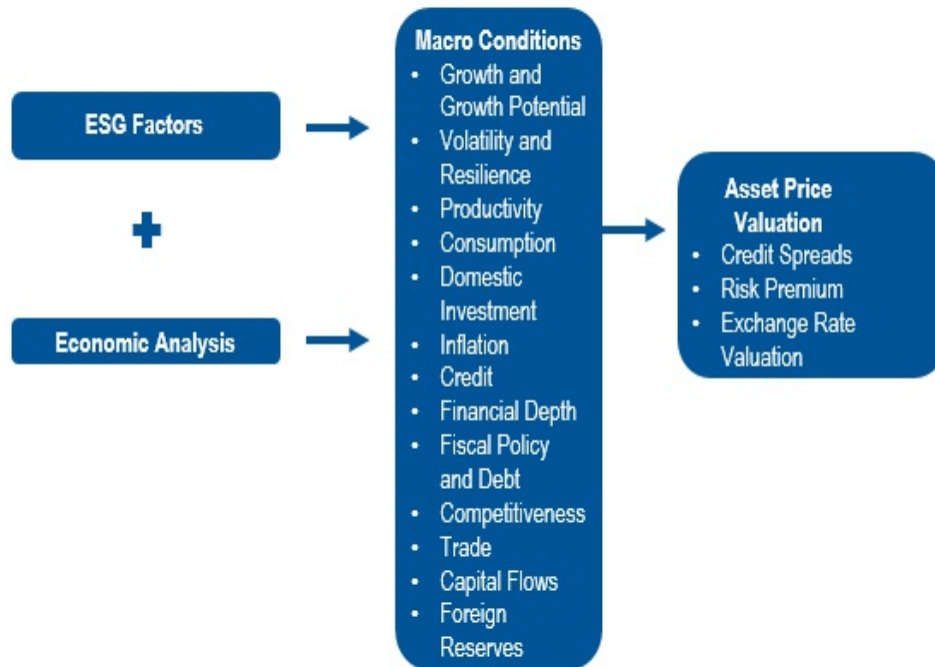 ESG Factors
Economic Analysis
Macro Conditions
• Growth and
Growth Potential
• Volatility and
Resilience
• Productivity
• Consumption
• Domestic
Investment
• Inflation
• Credit
• Financial Depth
• Fiscal Policy
and Debt
• Competitiveness
• Trade
• Capital Flows
• Foreign
Reserves
Asset Price
Valuation
• Credit Spreads
• Risk Premium
• Exchange Rate
Valuation